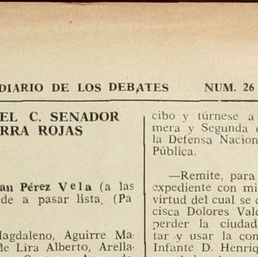 DIARIO DE LOS DEBATES NUM. 26
EL C. SENADOR
RRA ROJAS
an Pérez Vela (a las
de a pasar lista. (Pa
agdaleno, Aguirre Ma-
de Lira Alberto, Arella-
cibo y túrnese a
mera y Segunda
la Defensa Nacion
Pública.
—Remite, para
expediente con mi
virtud del cual se c
cisca Dolores Val
perder la ciudad
tar y usar la con
Infante D. Henriq